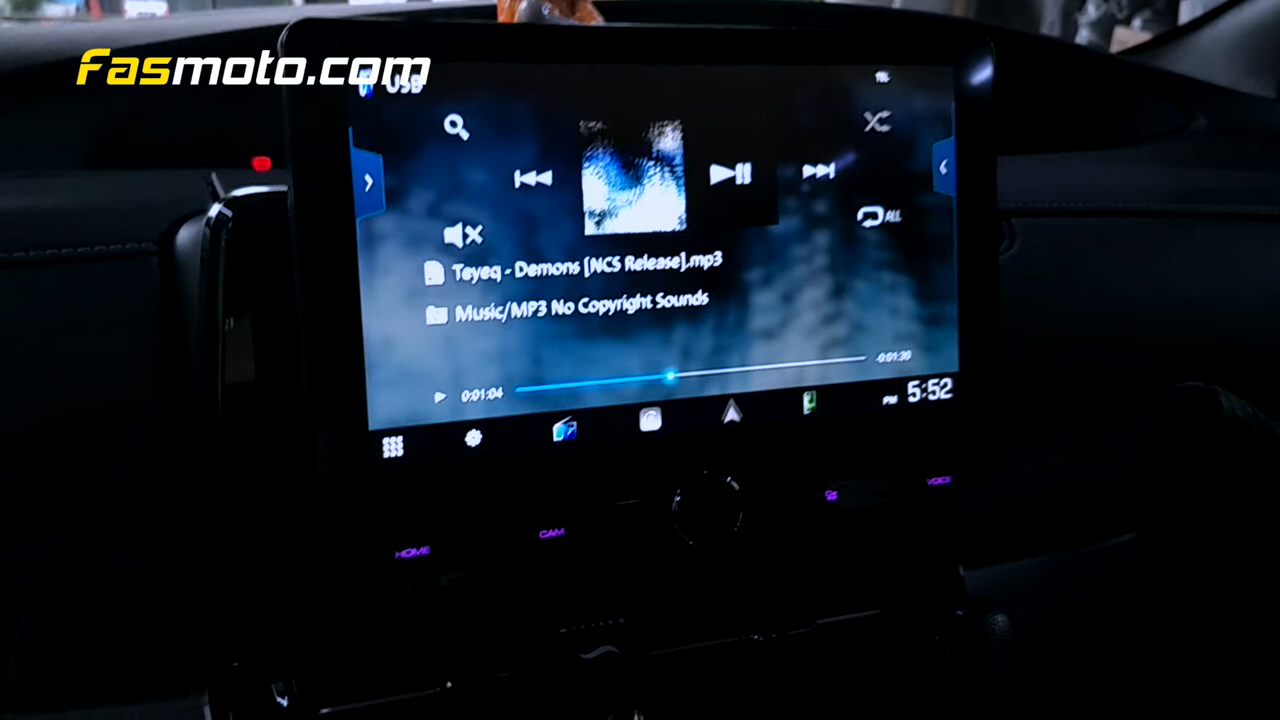 Fasmoto.com
USB
ALL
Teyeq - Demons [NCS Release].mp3
Music/MP3 No Copyright Sounds
0:01:04
-0:01:39
PM 5:52
HOME
CAM
VOICE